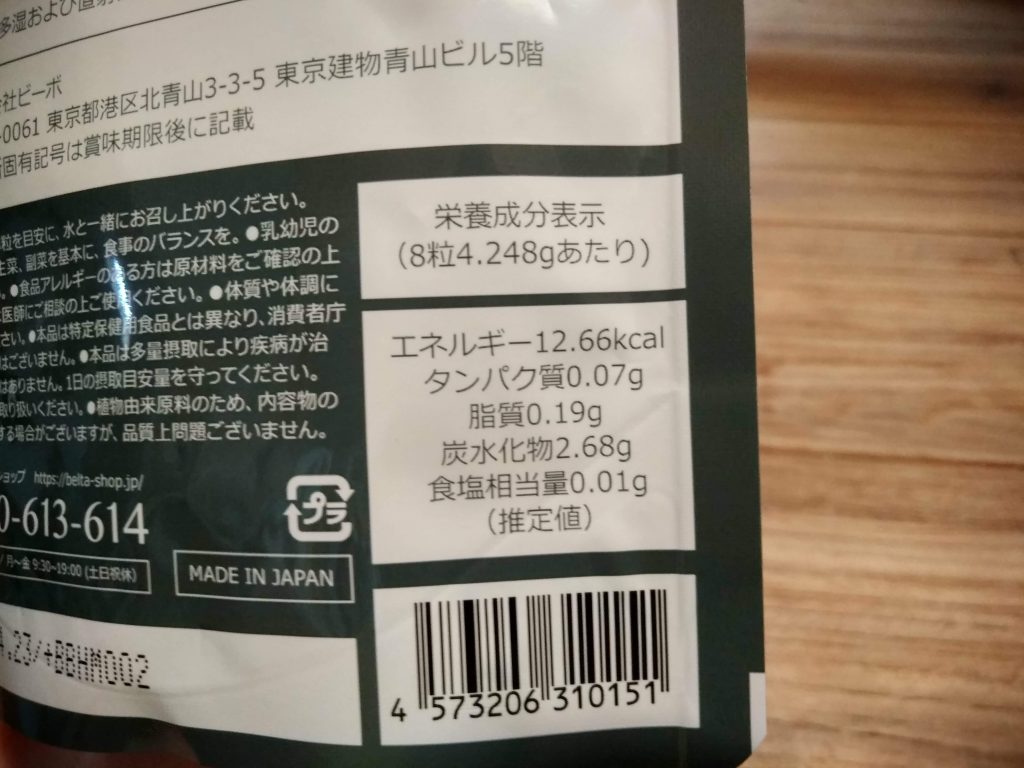 多湿および直射
社ビーボ
-0061 東京都港区北青山3-3-5 東京建物青山ビル5階
固有記号は賞味期限後に記載
粒を目安に、水と一緒にお召し上がりください。
主菜、副菜を基本に、食事のバランスを。●乳幼児の
。●食品アレルギーのある方は原材料をご確認の上
医師にご相談の上ご使用ください。●体質や体調に
さい。●本品は特定保健用食品とは異なり、消費者庁
はございません。●本品は多量摂取により疾病が治
はありません。1日の摂取目安量を守ってください。
取り扱いください。●植物由来原料のため、内容物の
する場合がございますが、品質上問題ございません。
ショップ https://belta-shop.jp/
0-613-614
/ 月〜金 9:30-19:00 (土日祝休)
プラ
MADE IN JAPAN
.23/+BBHM002
栄養成分表示
(8粒4.248gあたり)
エネルギー12.66kcal
タンパク質0.07g
脂質0.19g
炭水化物2.68g
食塩相当量0.01g
(推定値)
4 573206 310151